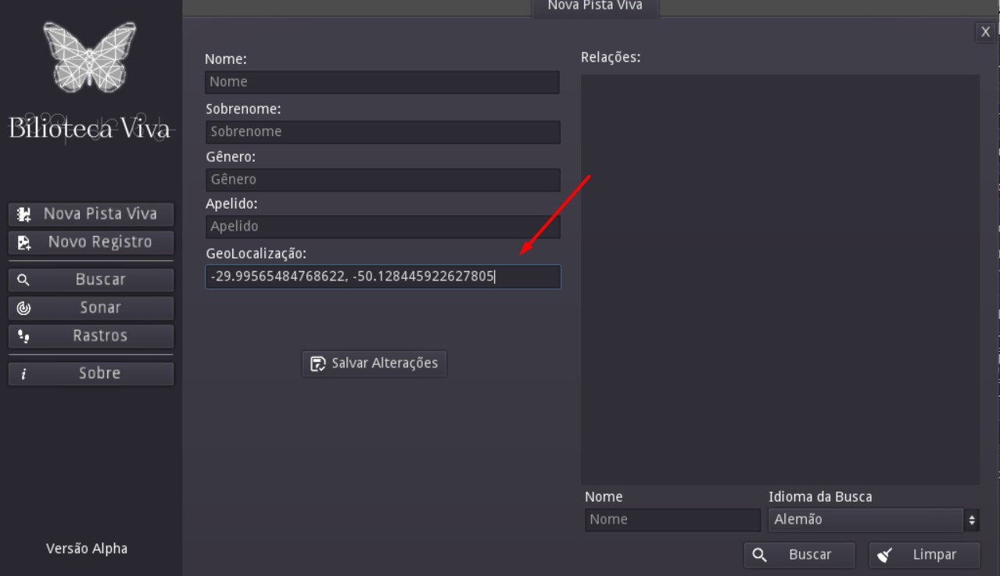 Nova Pista Viva
X
Bilioteca Viva
Nova Pista Viva
Novo Registro
Buscar
Sonar
Rastros
Sobre
Versão Alpha
Nome:
Nome
Sobrenome:
Sobrenome
Gênero:
Gênero
Apelido:
Apelido
GeoLocalização:
-29.99565484768622, -50.128445922627805
Salvar Alterações
Relações:
Nome
Idioma da Busca
Nome
Alemão
Buscar
Limpar